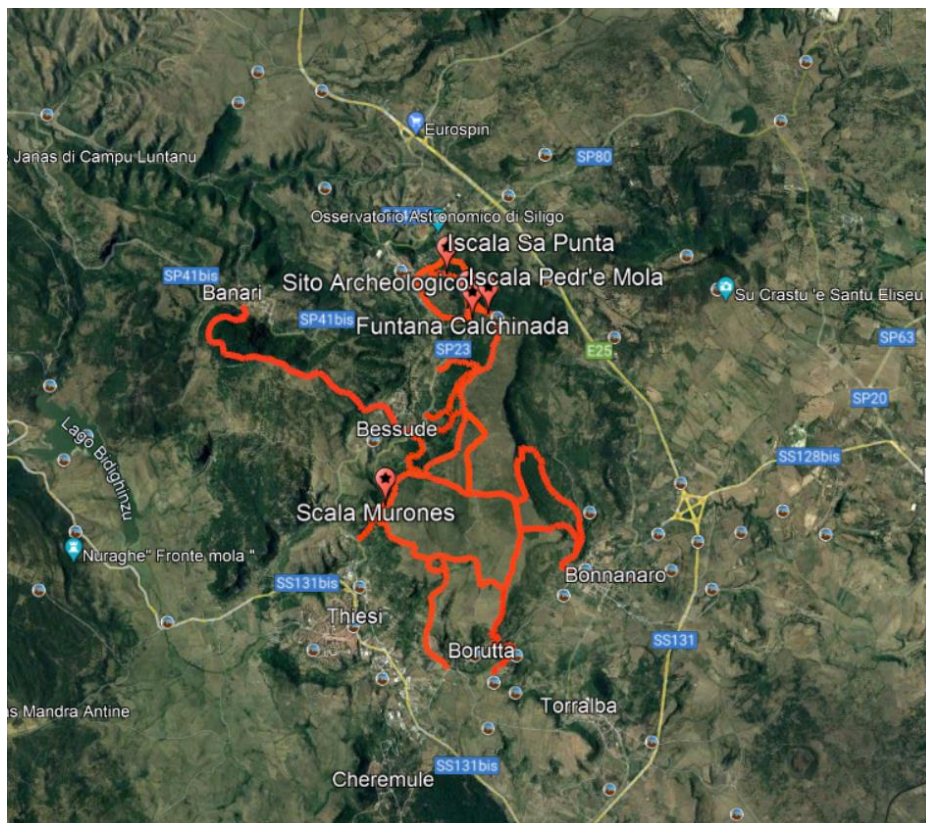 Eurospin
Janas di Campu Luntanu
SP80
Osservatorio Astronomico di Siligo
Iscala Sa Punta
SP41bis
Sito Archeologico
Iscala Pedr'e Mola
Banari
Su Crastu 'e Santu Eliseu
SP41bis
Funtana Calchinada
SP63
SP23
E25
SP20
Bessude
Lago Bidighinzu
SS128bis
Scala Murones
Nuraghe" Fronte mola "
SS131bis
Bonnanaro
Thiesi
SS131
Borutta
Mandra Antine
Torralba
SS131bis
Cheremule